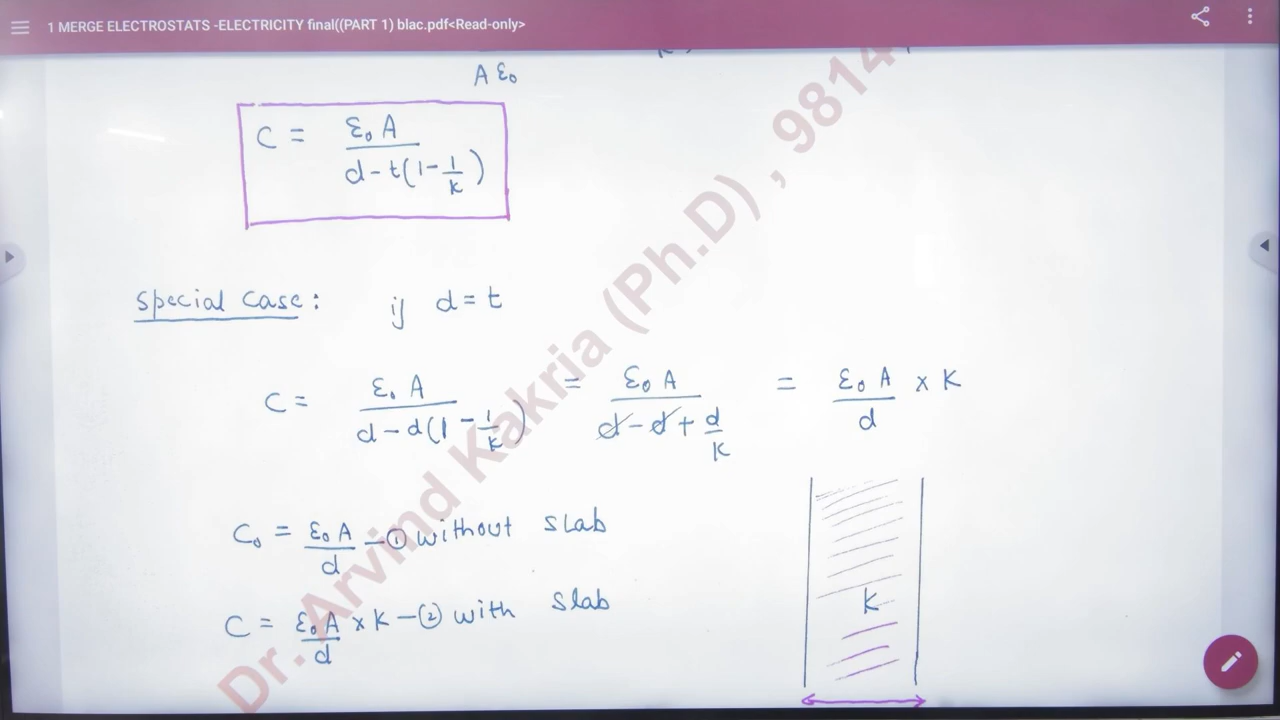 1 MERGE ELECTROSTATS -ELECTRICITY final((PART 1) blac.pdf<Read-only>
A ε₀
C = ε₀ A / d - t(1 - 1/k)
Special Case: if d = t
C = ε₀ A / d - d(1 - 1/k) = ε₀ A / d - d + d/k = ε₀ A / d × K
C₀ = ε₀ A / d — ① without slab
C = ε₀ A / d × K — ② with slab
K
Dr. Arvind Kakria (Ph.D) , 9814